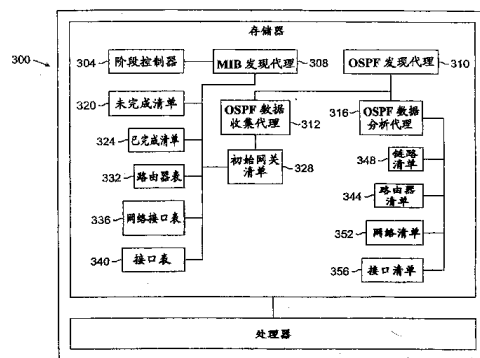 存储器
300
304 阶段控制器
MIB 发现代理 308
OSPF 发现代理 310
320 未完成清单
OSPF 数据
收集代理 312
316 OSPF 数据
分析代理
324 已完成清单
初始网关
清单 328
348 链路
清单
332 路由器表
344 路由器
清单
336 网络接口表
352 网络清单
340 接口表
356 接口清单
处理器